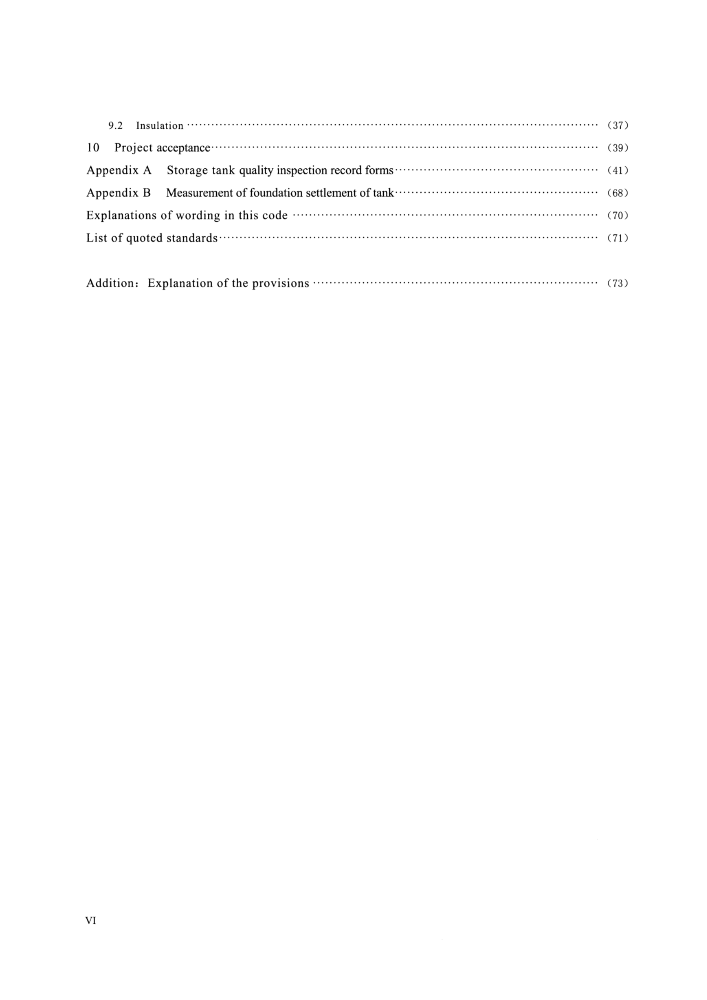 9.2 Insulation ⋯⋯⋯⋯⋯⋯⋯⋯⋯⋯⋯⋯⋯⋯⋯⋯⋯⋯⋯⋯⋯⋯⋯⋯⋯⋯⋯⋯⋯⋯⋯⋯⋯ (37)
10 Project acceptance⋯⋯⋯⋯⋯⋯⋯⋯⋯⋯⋯⋯⋯⋯⋯⋯⋯⋯⋯⋯⋯⋯⋯⋯⋯⋯⋯⋯⋯⋯⋯ (39)
Appendix A Storage tank quality inspection record forms⋯⋯⋯⋯⋯⋯⋯⋯⋯⋯⋯⋯⋯⋯ (41)
Appendix B Measurement of foundation settlement of tank⋯⋯⋯⋯⋯⋯⋯⋯⋯⋯⋯⋯⋯⋯ (68)
Explanations of wording in this code ⋯⋯⋯⋯⋯⋯⋯⋯⋯⋯⋯⋯⋯⋯⋯⋯⋯⋯⋯⋯⋯⋯⋯⋯ (70)
List of quoted standards⋯⋯⋯⋯⋯⋯⋯⋯⋯⋯⋯⋯⋯⋯⋯⋯⋯⋯⋯⋯⋯⋯⋯⋯⋯⋯⋯⋯⋯⋯ (71)
Addition: Explanation of the provisions ⋯⋯⋯⋯⋯⋯⋯⋯⋯⋯⋯⋯⋯⋯⋯⋯⋯⋯⋯⋯⋯⋯ (73)
VI